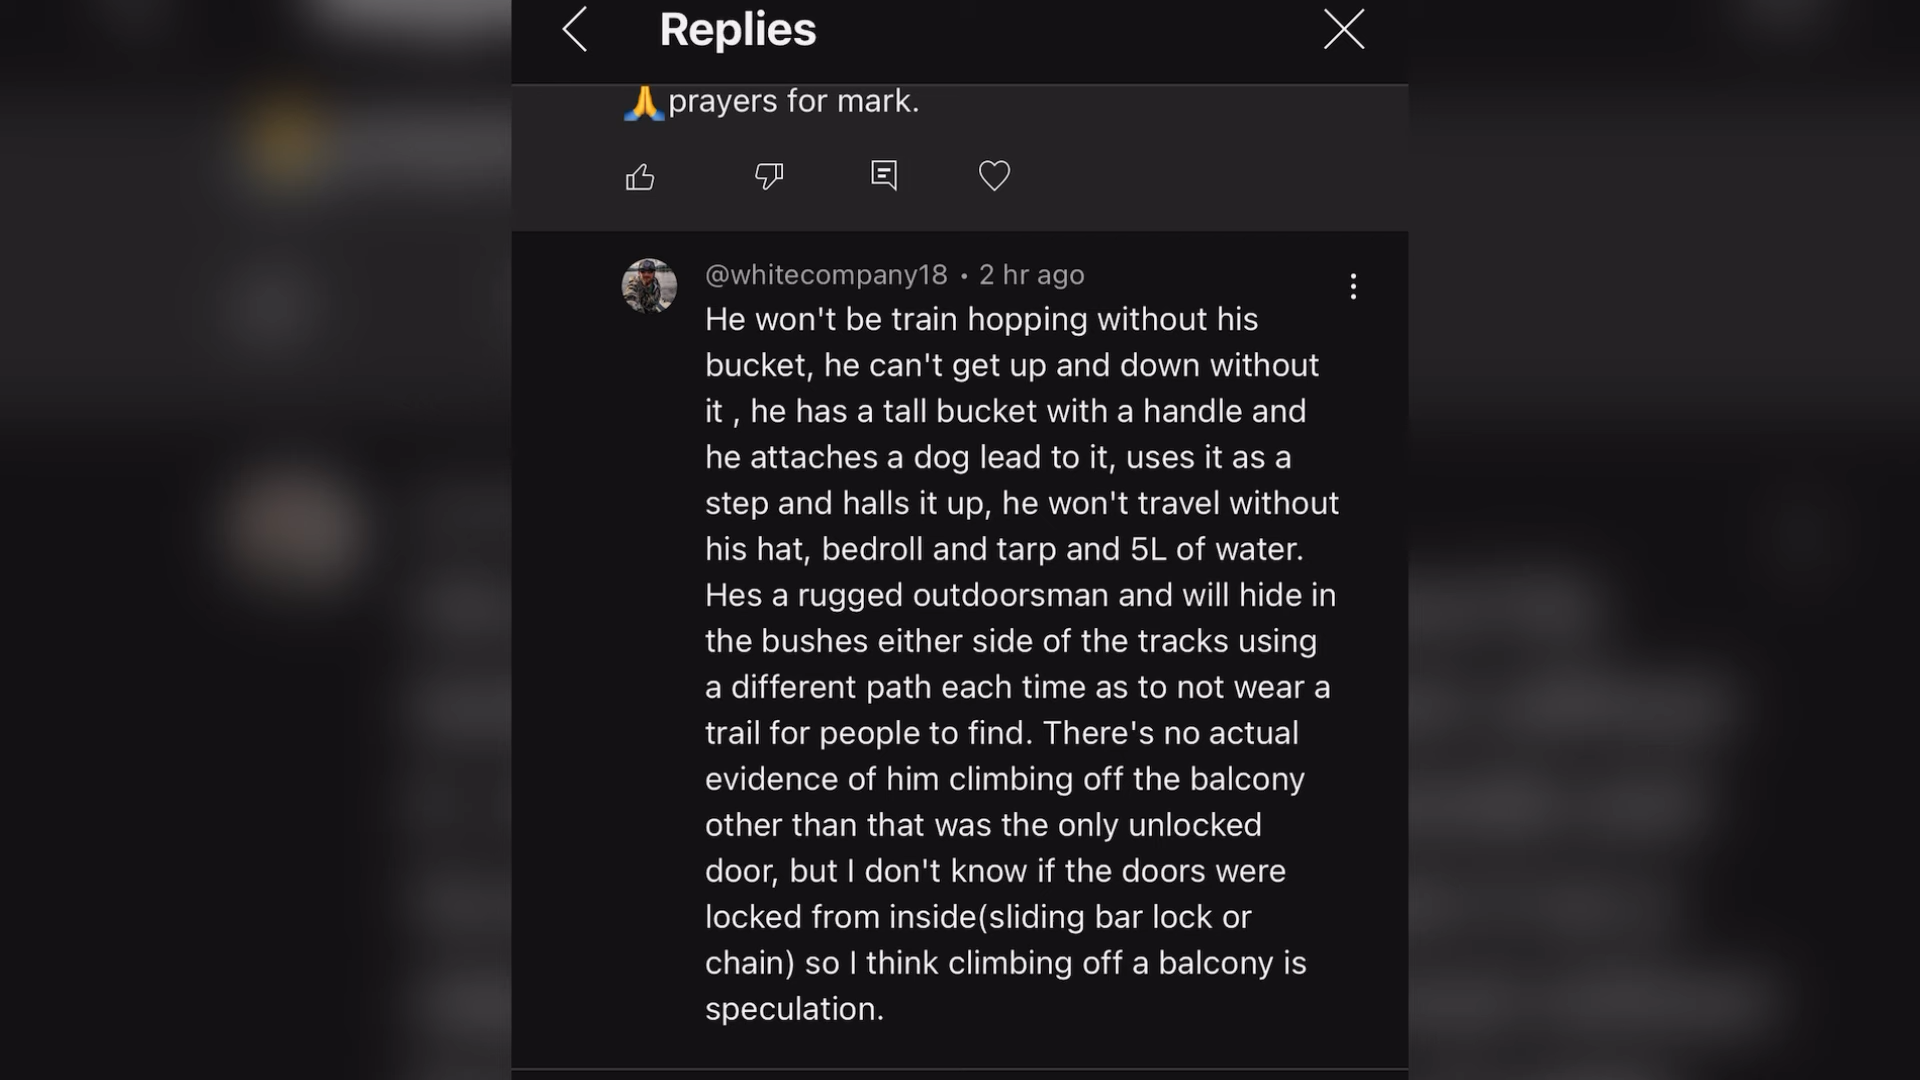 Replies
🙏prayers for mark.
@whitecompany18 • 2 hr ago
He won't be train hopping without his
bucket, he can't get up and down without
it , he has a tall bucket with a handle and
he attaches a dog lead to it, uses it as a
step and halls it up, he won't travel without
his hat, bedroll and tarp and 5L of water.
Hes a rugged outdoorsman and will hide in
the bushes either side of the tracks using
a different path each time as to not wear a
trail for people to find. There's no actual
evidence of him climbing off the balcony
other than that was the only unlocked
door, but I don't know if the doors were
locked from inside(sliding bar lock or
chain) so I think climbing off a balcony is
speculation.